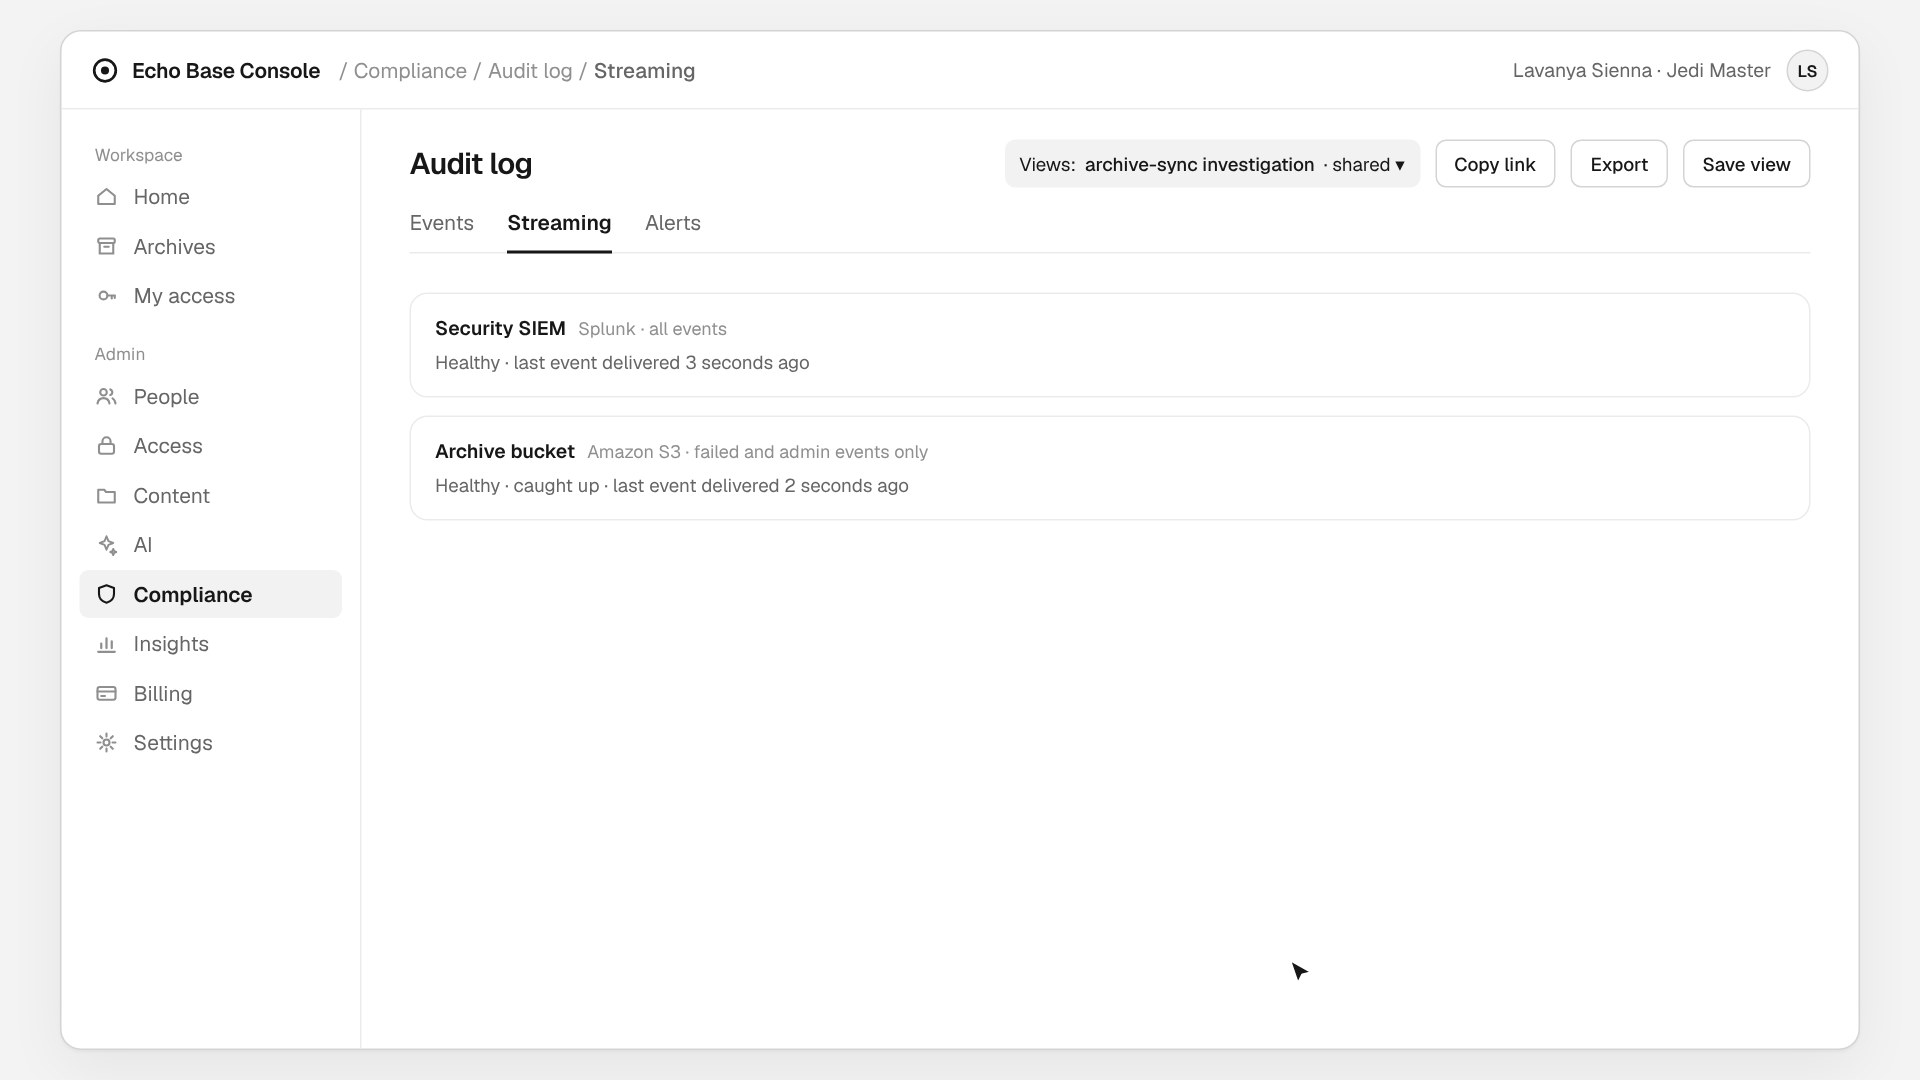 Echo Base Console / Compliance / Audit log / Streaming
Lavanya Sienna · Jedi Master LS
Workspace
Home
Archives
My access
Admin
People
Access
Content
AI
Compliance
Insights
Billing
Settings
Audit log
Views: archive-sync investigation · shared ▾
Copy link
Export
Save view
Events Streaming Alerts
Security SIEM Splunk · all events
Healthy · last event delivered 3 seconds ago
Archive bucket Amazon S3 · failed and admin events only
Healthy · caught up · last event delivered 2 seconds ago